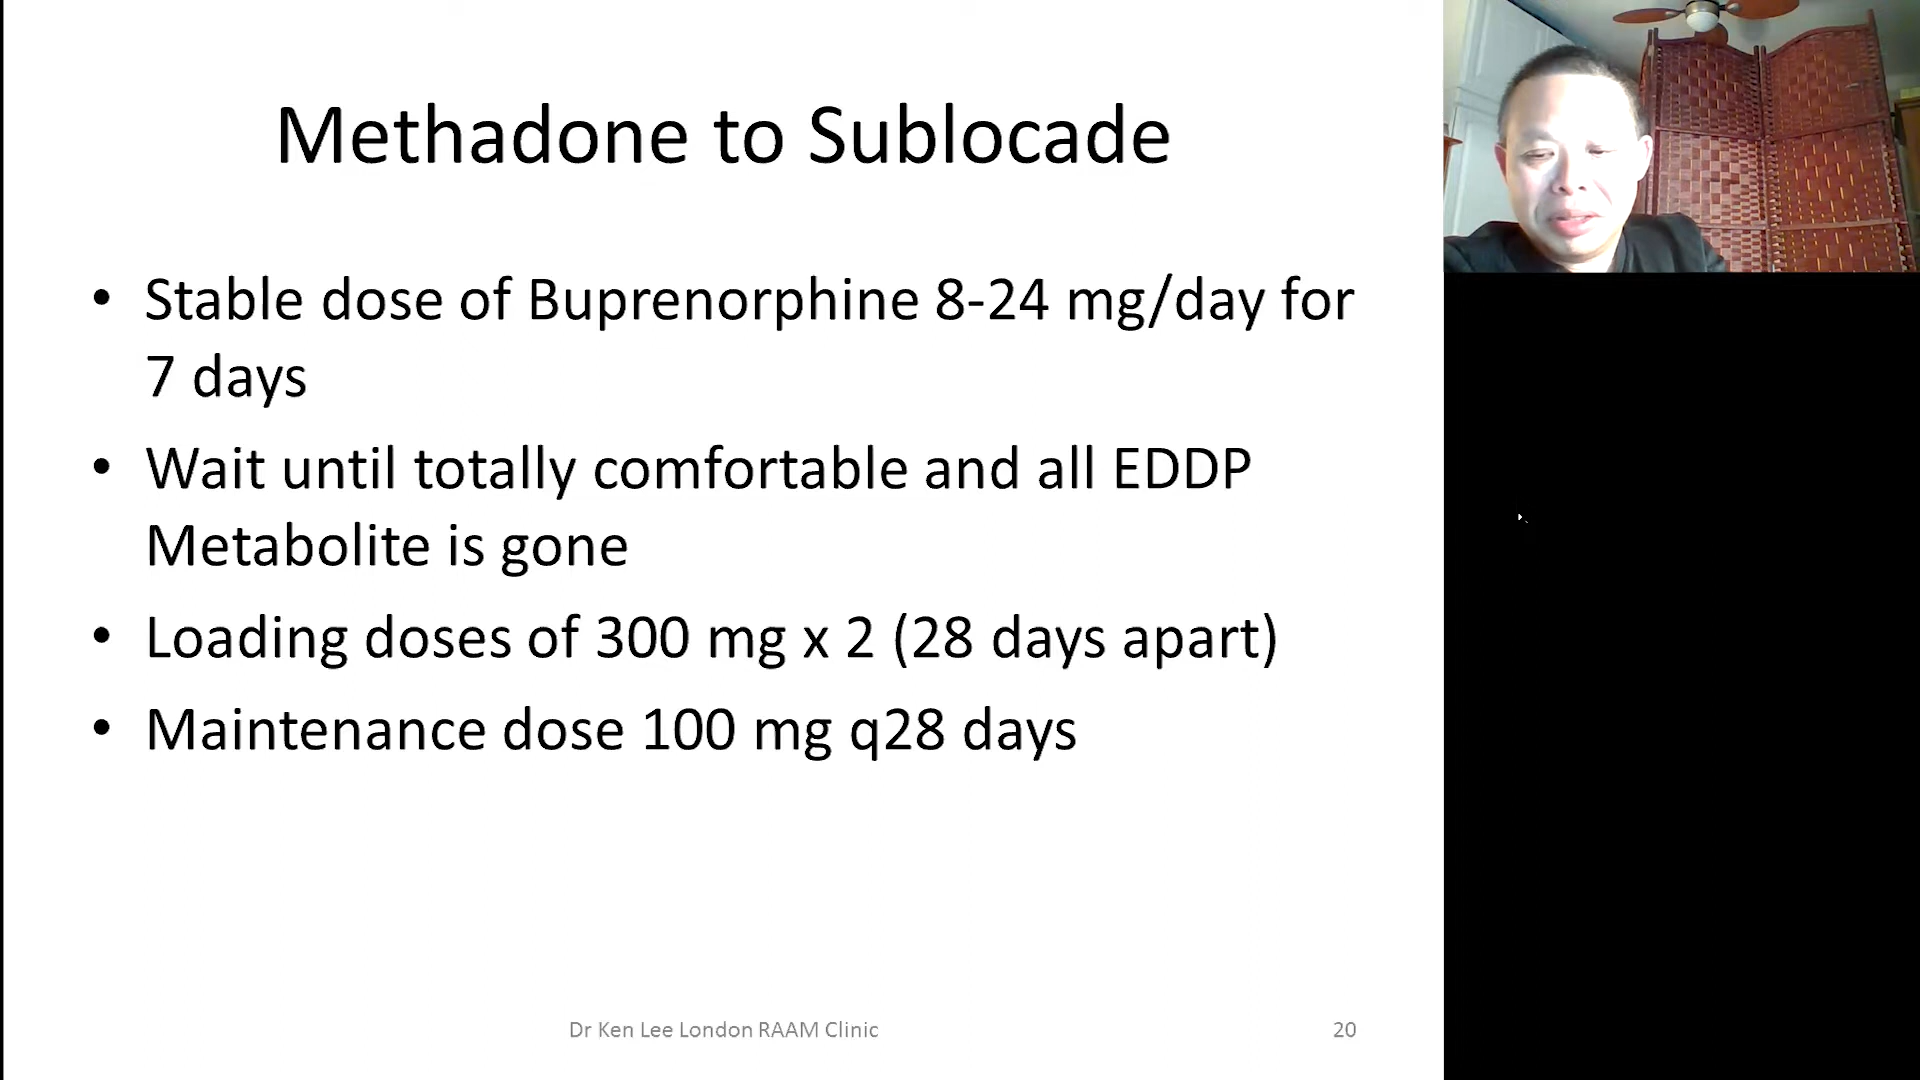 Methadone to Sublocade
• Stable dose of Buprenorphine 8-24 mg/day for
7 days
• Wait until totally comfortable and all EDDP
Metabolite is gone
• Loading doses of 300 mg x 2 (28 days apart)
• Maintenance dose 100 mg q28 days
Dr Ken Lee London RAAM Clinic
20